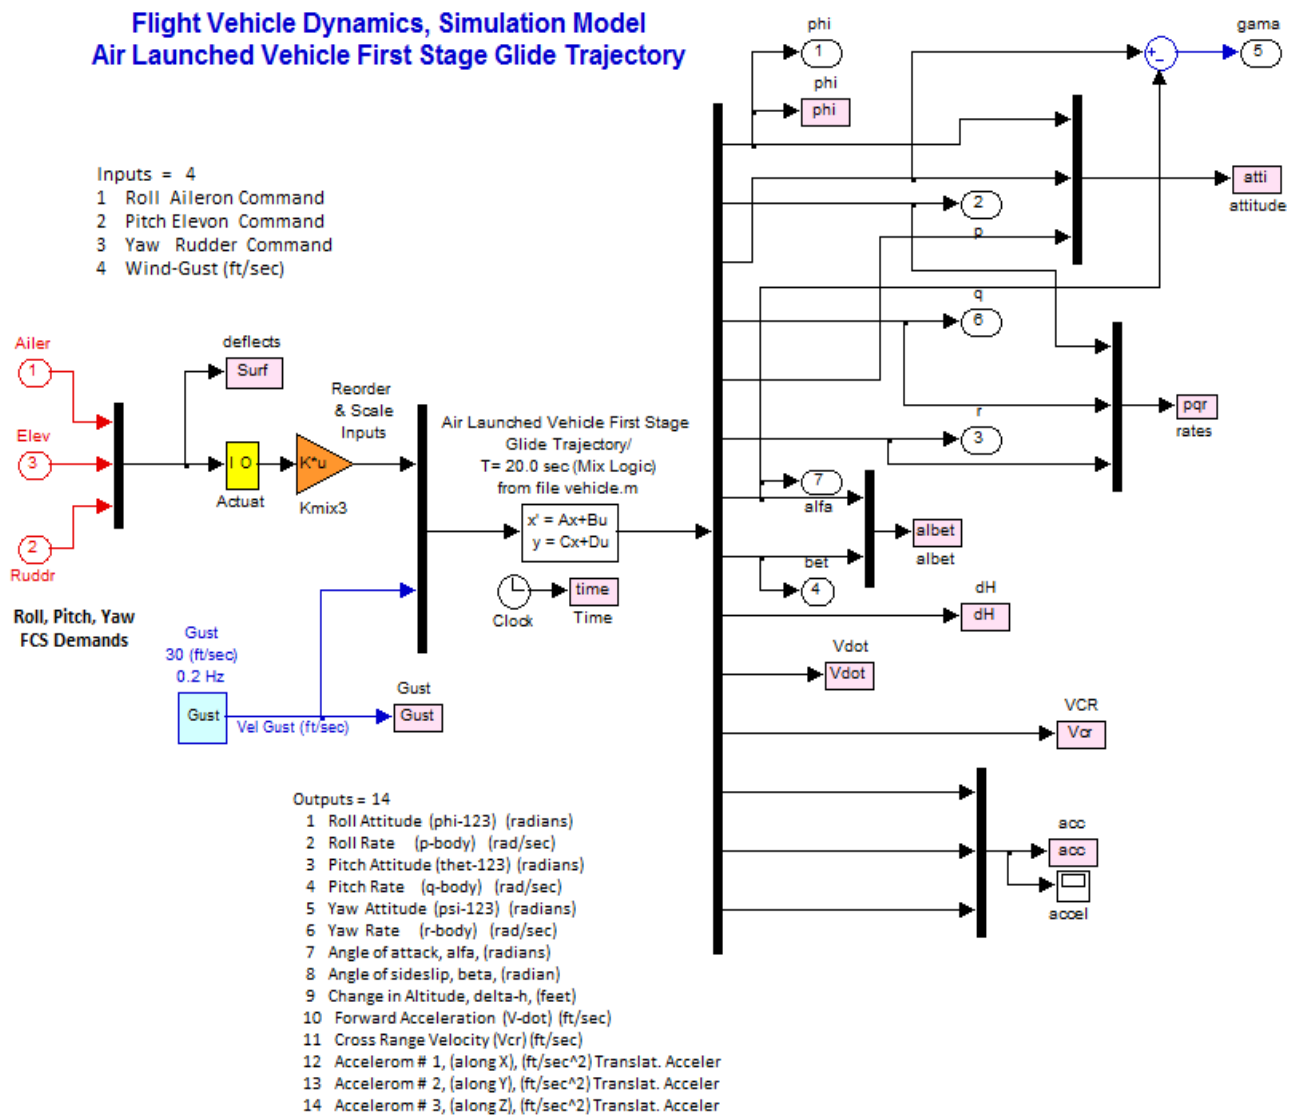 Flight Vehicle Dynamics, Simulation Model
Air Launched Vehicle First Stage Glide Trajectory
Inputs = 4
1 Roll Aileron Command
2 Pitch Elevon Command
3 Yaw Rudder Command
4 Wind-Gust (ft/sec)
Ailer
1
Elev
3
2
Ruddr
Roll, Pitch, Yaw
FCS Demands
deflects
Surf
I O
Actuat
Reorder
& Scale
Inputs
K*u
Kmix3
Gust
30 (ft/sec)
0.2 Hz
Gust
Vel Gust (ft/sec)
Gust
Gust
Air Launched Vehicle First Stage
Glide Trajectory/
T= 20.0 sec (Mix Logic)
from file vehicle.m
x' = Ax+Bu
y = Cx+Du
Clock
time
Time
phi
1
phi
phi
+
−
gama
5
atti
attitude
2
p
q
6
r
3
pqr
rates
7
alfa
albet
albet
bet
4
dH
dH
Vdot
Vdot
VCR
Vcr
acc
acc
accel
Outputs = 14
1 Roll Attitude (phi-123) (radians)
2 Roll Rate (p-body) (rad/sec)
3 Pitch Attitude (thet-123) (radians)
4 Pitch Rate (q-body) (rad/sec)
5 Yaw Attitude (psi-123) (radians)
6 Yaw Rate (r-body) (rad/sec)
7 Angle of attack, alfa, (radians)
8 Angle of sideslip, beta, (radian)
9 Change in Altitude, delta-h, (feet)
10 Forward Acceleration (V-dot) (ft/sec)
11 Cross Range Velocity (Vcr) (ft/sec)
12 Accelerom # 1, (along X), (ft/sec^2) Translat. Acceler
13 Accelerom # 2, (along Y), (ft/sec^2) Translat. Acceler
14 Accelerom # 3, (along Z), (ft/sec^2) Translat. Acceler